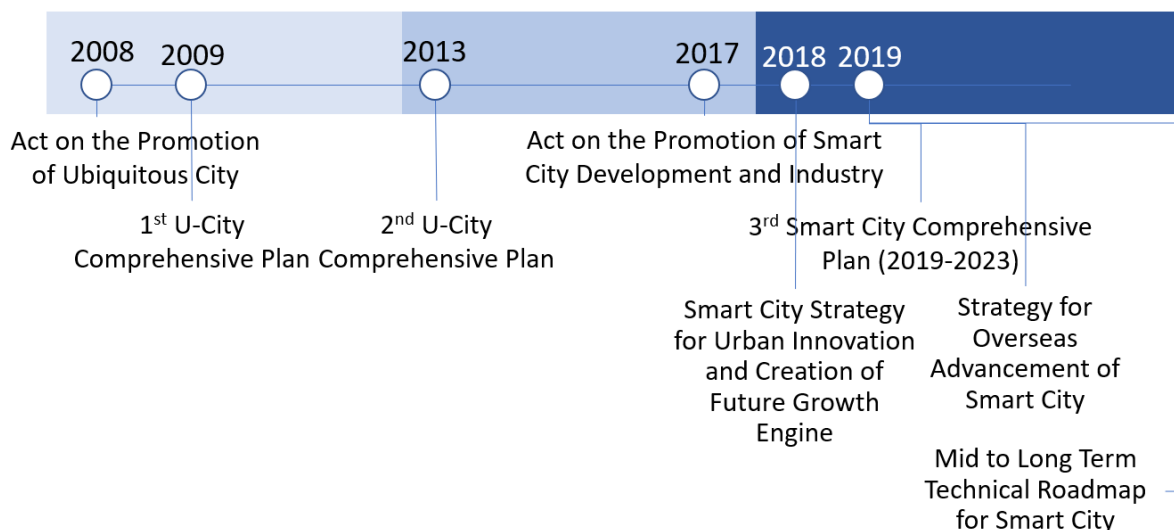 2008
2009
2013
2017
2018
2019
Act on the Promotion
of Ubiquitous City
1st U-City
Comprehensive Plan
2nd U-City
Comprehensive Plan
Act on the Promotion of Smart
City Development and Industry
Smart City Strategy
for Urban Innovation
and Creation of
Future Growth
Engine
3rd Smart City Comprehensive
Plan (2019-2023)
Strategy for
Overseas
Advancement of
Smart City
Mid to Long Term
Technical Roadmap
for Smart City